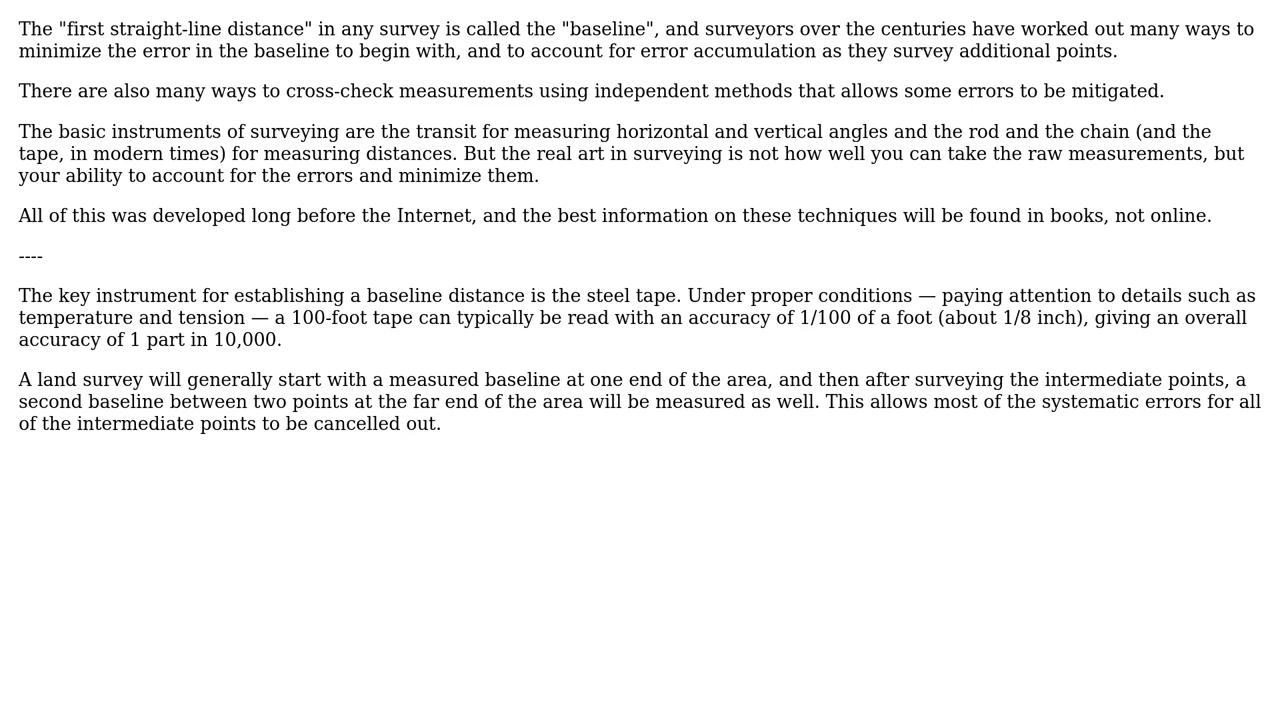 The "first straight-line distance" in any survey is called the "baseline", and surveyors over the centuries have worked out many ways to
minimize the error in the baseline to begin with, and to account for error accumulation as they survey additional points.
There are also many ways to cross-check measurements using independent methods that allows some errors to be mitigated.
The basic instruments of surveying are the transit for measuring horizontal and vertical angles and the rod and the chain (and the
tape, in modern times) for measuring distances. But the real art in surveying is not how well you can take the raw measurements, but
your ability to account for the errors and minimize them.
All of this was developed long before the Internet, and the best information on these techniques will be found in books, not online.
----
The key instrument for establishing a baseline distance is the steel tape. Under proper conditions — paying attention to details such as
temperature and tension — a 100-foot tape can typically be read with an accuracy of 1/100 of a foot (about 1/8 inch), giving an overall
accuracy of 1 part in 10,000.
A land survey will generally start with a measured baseline at one end of the area, and then after surveying the intermediate points, a
second baseline between two points at the far end of the area will be measured as well. This allows most of the systematic errors for all
of the intermediate points to be cancelled out.